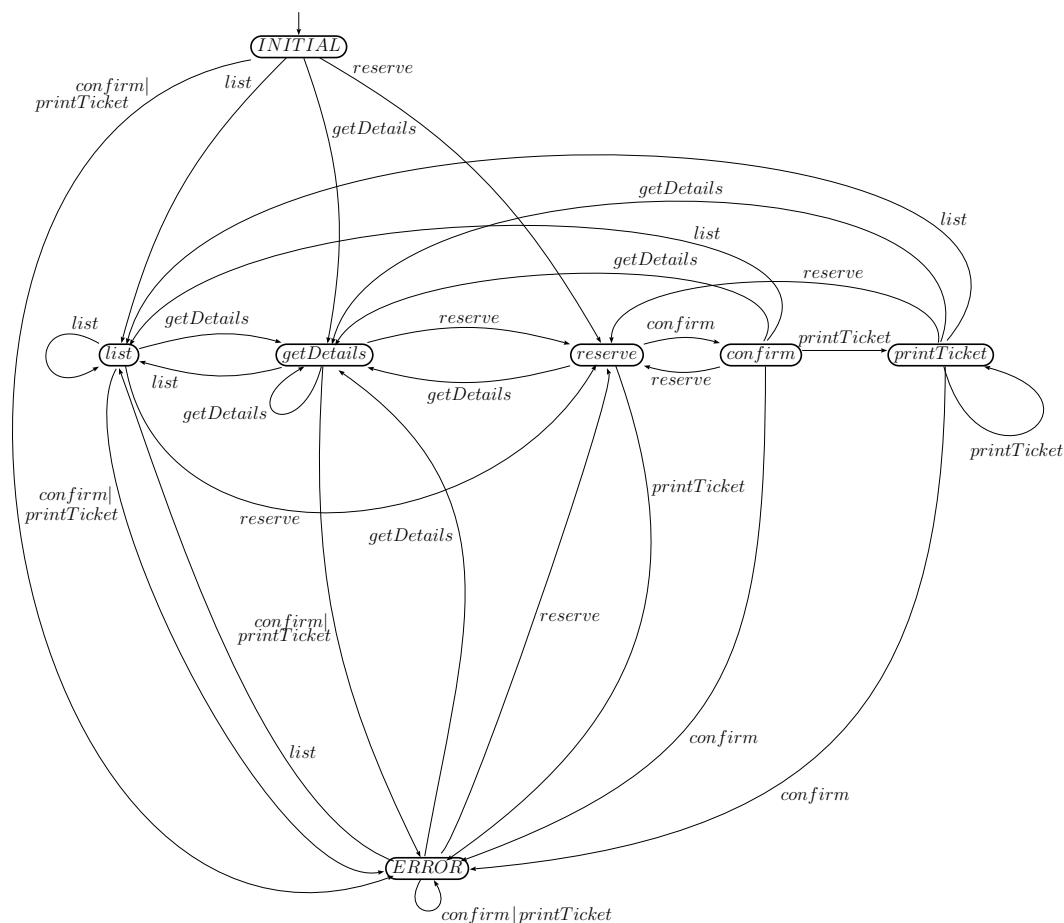 INITIAL
reserve
confirm|
printTicket
list
getDetails
getDetails
list
list
getDetails
reserve
list
getDetails
reserve
confirm
printTicket
list
getDetails
reserve
confirm
printTicket
list
reserve
getDetails
getDetails
printTicket
confirm|
printTicket
printTicket
reserve
getDetails
confirm|
printTicket
reserve
list
confirm
confirm
ERROR
confirm|printTicket